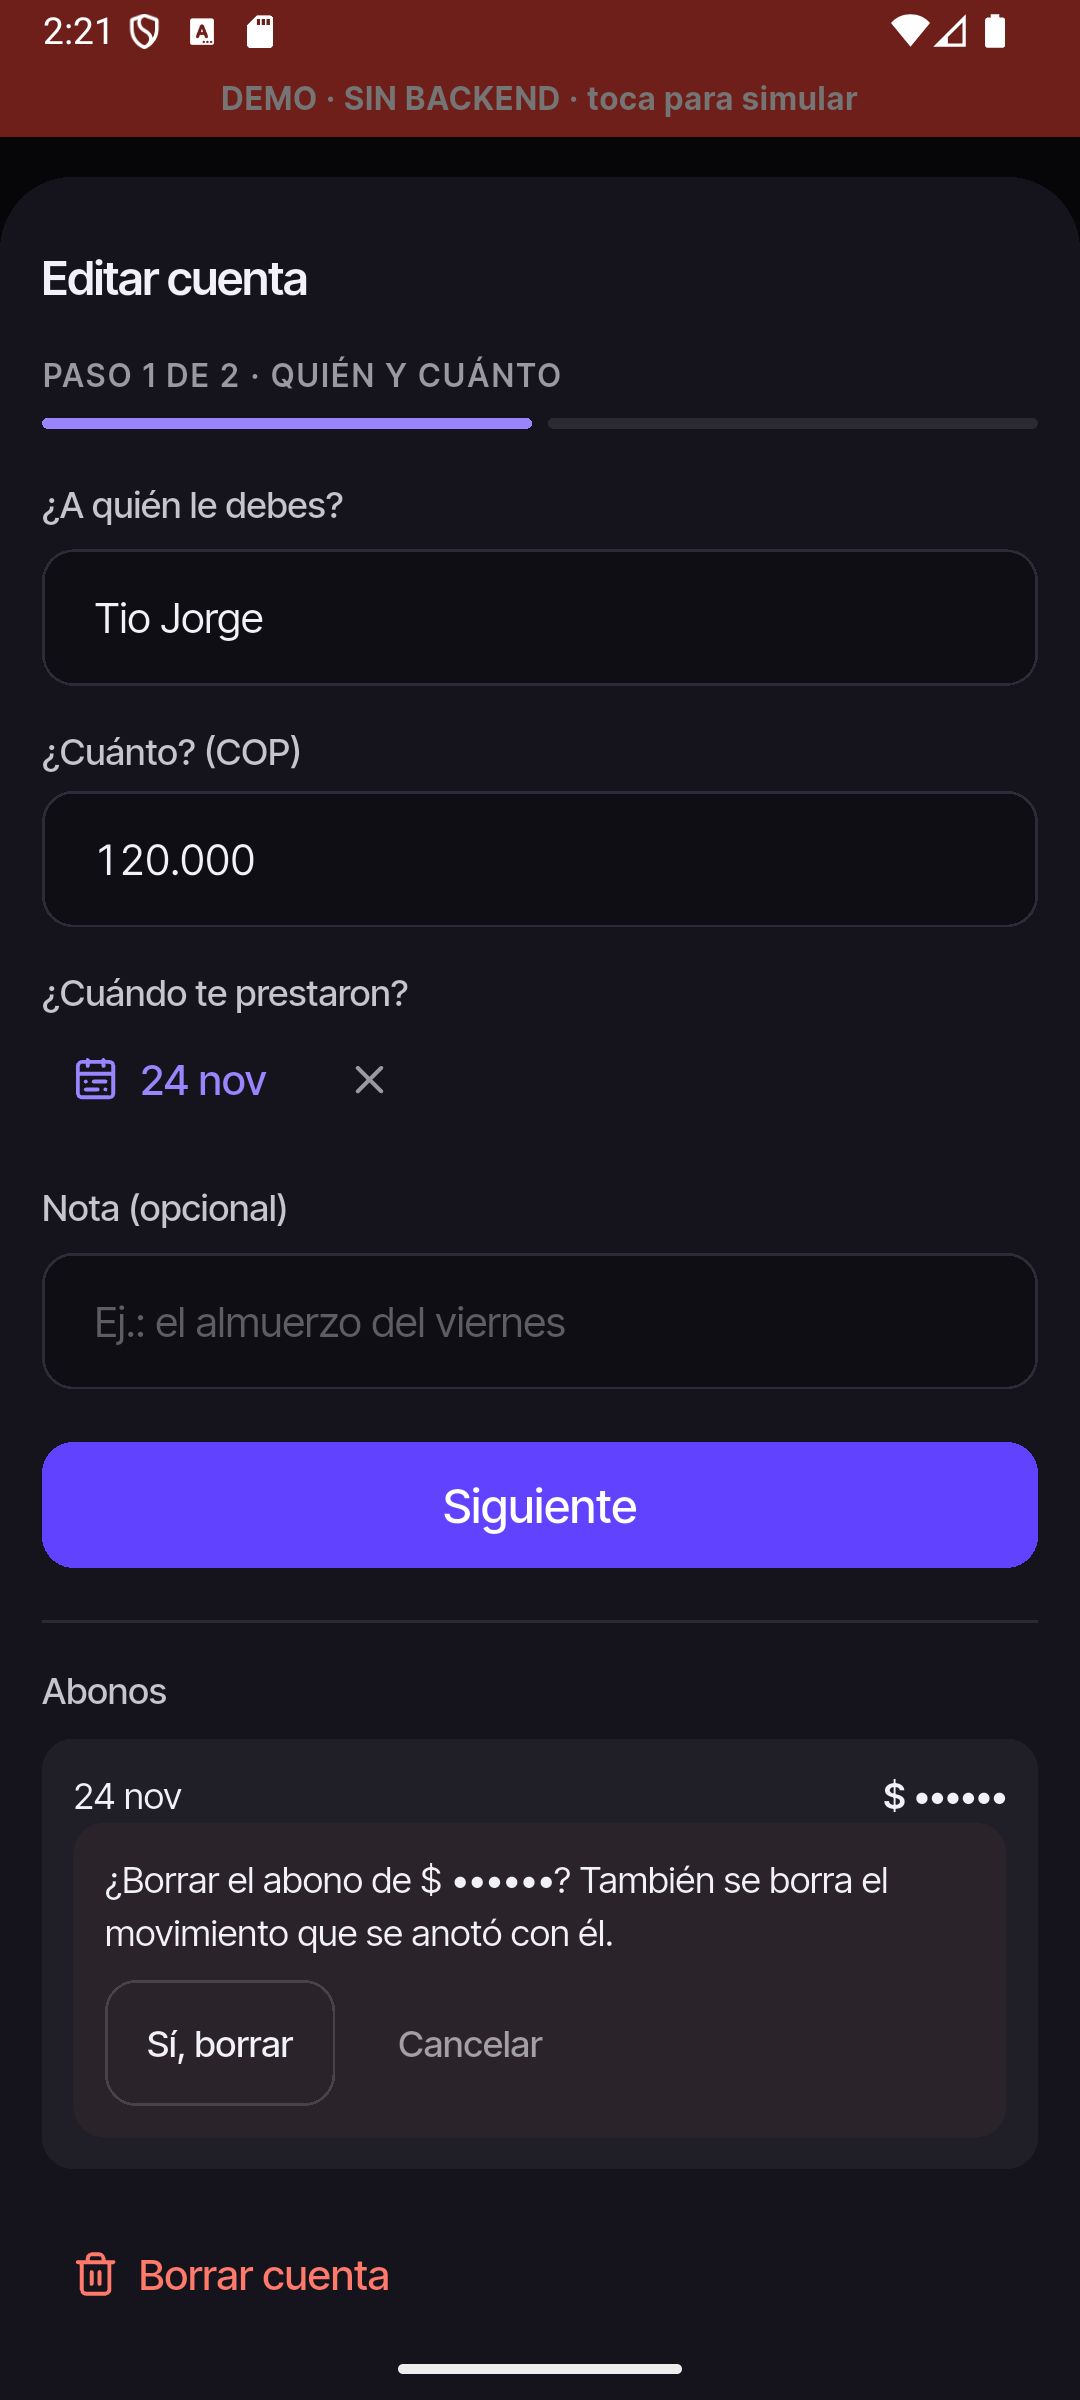 2:21
DEMO · SIN BACKEND · toca para simular
Editar cuenta
PASO 1 DE 2 · QUIÉN Y CUÁNTO
¿A quién le debes?
Tio Jorge
¿Cuánto? (COP)
120.000
¿Cuándo te prestaron?
24 nov
Nota (opcional)
Ej.: el almuerzo del viernes
Siguiente
Abonos
24 nov
$ ••••••
¿Borrar el abono de $ ••••••? También se borra el
movimiento que se anotó con él.
Sí, borrar
Cancelar
Borrar cuenta